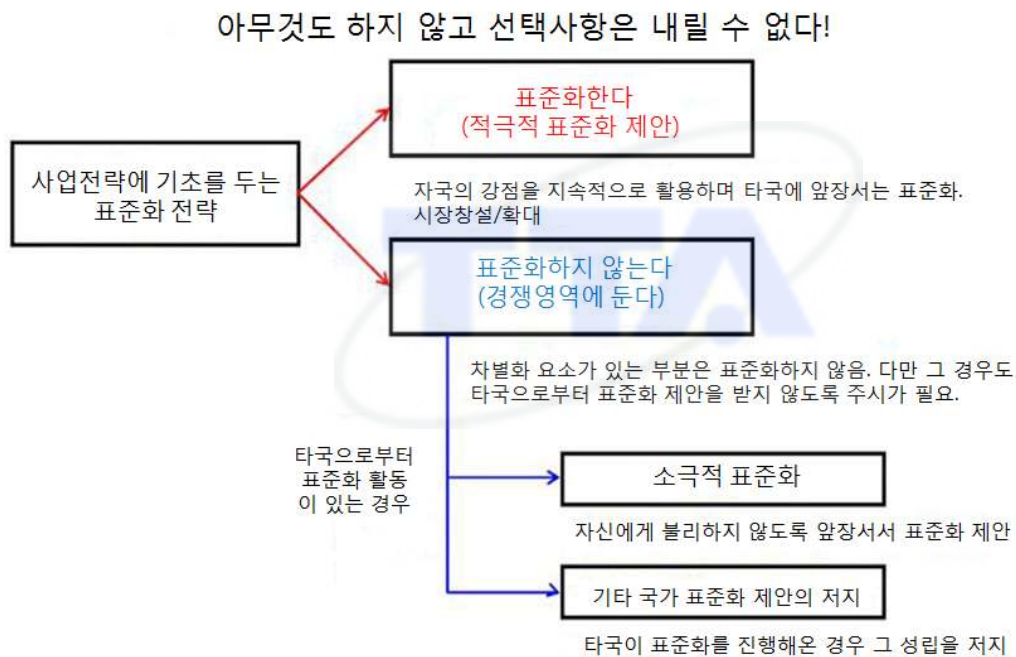 아무것도 하지 않고 선택사항은 내릴 수 없다!
표준화한다
(적극적 표준화 제안)
사업전략에 기초를 두는
표준화 전략
자국의 강점을 지속적으로 활용하며 타국에 앞장서는 표준화.
시장창설/확대
표준화하지 않는다
(경쟁영역에 둔다)
TTA
차별화 요소가 있는 부분은 표준화하지 않음. 다만 그 경우도
타국으로부터 표준화 제안을 받지 않도록 주시가 필요.
타국으로부터
표준화 활동
이 있는 경우
소극적 표준화
자신에게 불리하지 않도록 앞장서서 표준화 제안
기타 국가 표준화 제안의 저지
타국이 표준화를 진행해온 경우 그 성립을 저지